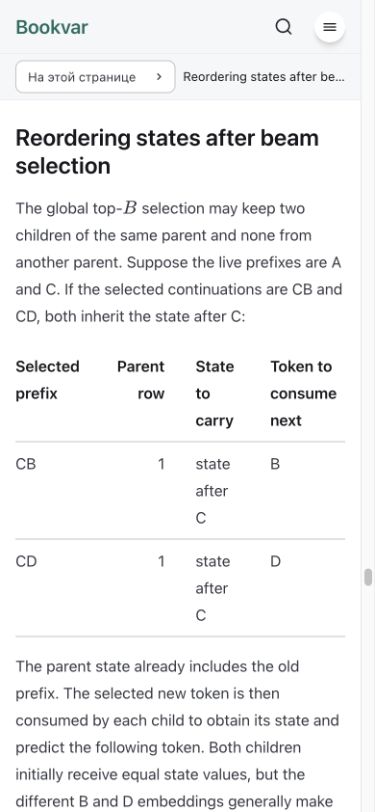 Bookvar
На этой странице
Reordering states after be...
Reordering states after beam
selection
The global top-B selection may keep two
children of the same parent and none from
another parent. Suppose the live prefixes are A
and C. If the selected continuations are CB and
CD, both inherit the state after C:
Selected prefix Parent row State to carry Token to consume next
CB 1 state after C B
CD 1 state after C D
The parent state already includes the old
prefix. The selected new token is then
consumed by each child to obtain its state and
predict the following token. Both children
initially receive equal state values, but the
different B and D embeddings generally make